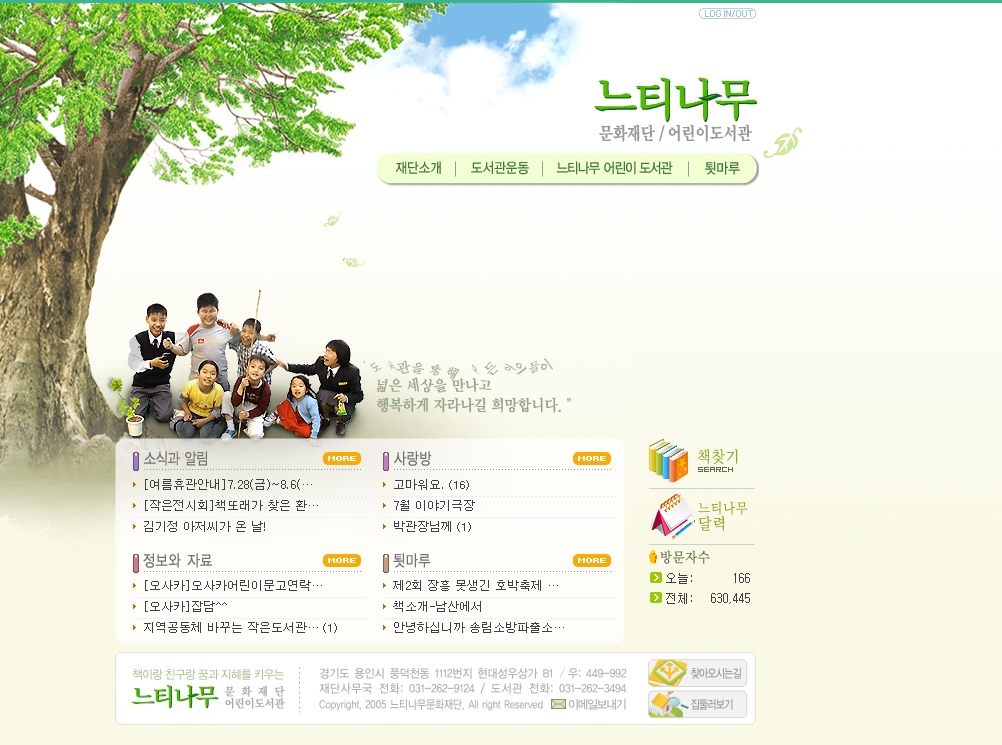 LOG IN/OUT
느티나무
문화재단 / 어린이도서관
재단소개 도서관운동 느티나무 어린이 도서관 툇마루
넓은 세상을 만나고
행복하게 자라나길 희망합니다. "
소식과 알림 MORE
[여름휴관안내]7.28(금)~8.6(…
[작은전시회]책또래가 찾은 환…
김기정 아저씨가 온 날!
사랑방 MORE
고마워요. (16)
7월 이야기극장
박관장님께 (1)
정보와 자료 MORE
[오사카]오사카어린이문고연락…
[오사카]잡담^^
지역공동체 바꾸는 작은도서관… (1)
툇마루 MORE
제2회 장흥 못생긴 호박축제 …
책소개-남산에서
안녕하십니까 송림소방파출소…
책찾기
SEARCH
느티나무
달력
방문자수
오늘: 166
전체: 630,445
책이랑 친구랑 꿈과 지혜를 키우는
느티나무 문화재단
어린이도서관
경기도 용인시 풍덕천동 1112번지 현대성우상가 B1 / 우: 449-992
재단사무국 전화: 031-262-9124 / 도서관 전화: 031-262-3494
Copyright, 2005 느티나무문화재단, All right Reserved 이메일보내기
찾아오시는길
집둘러보기